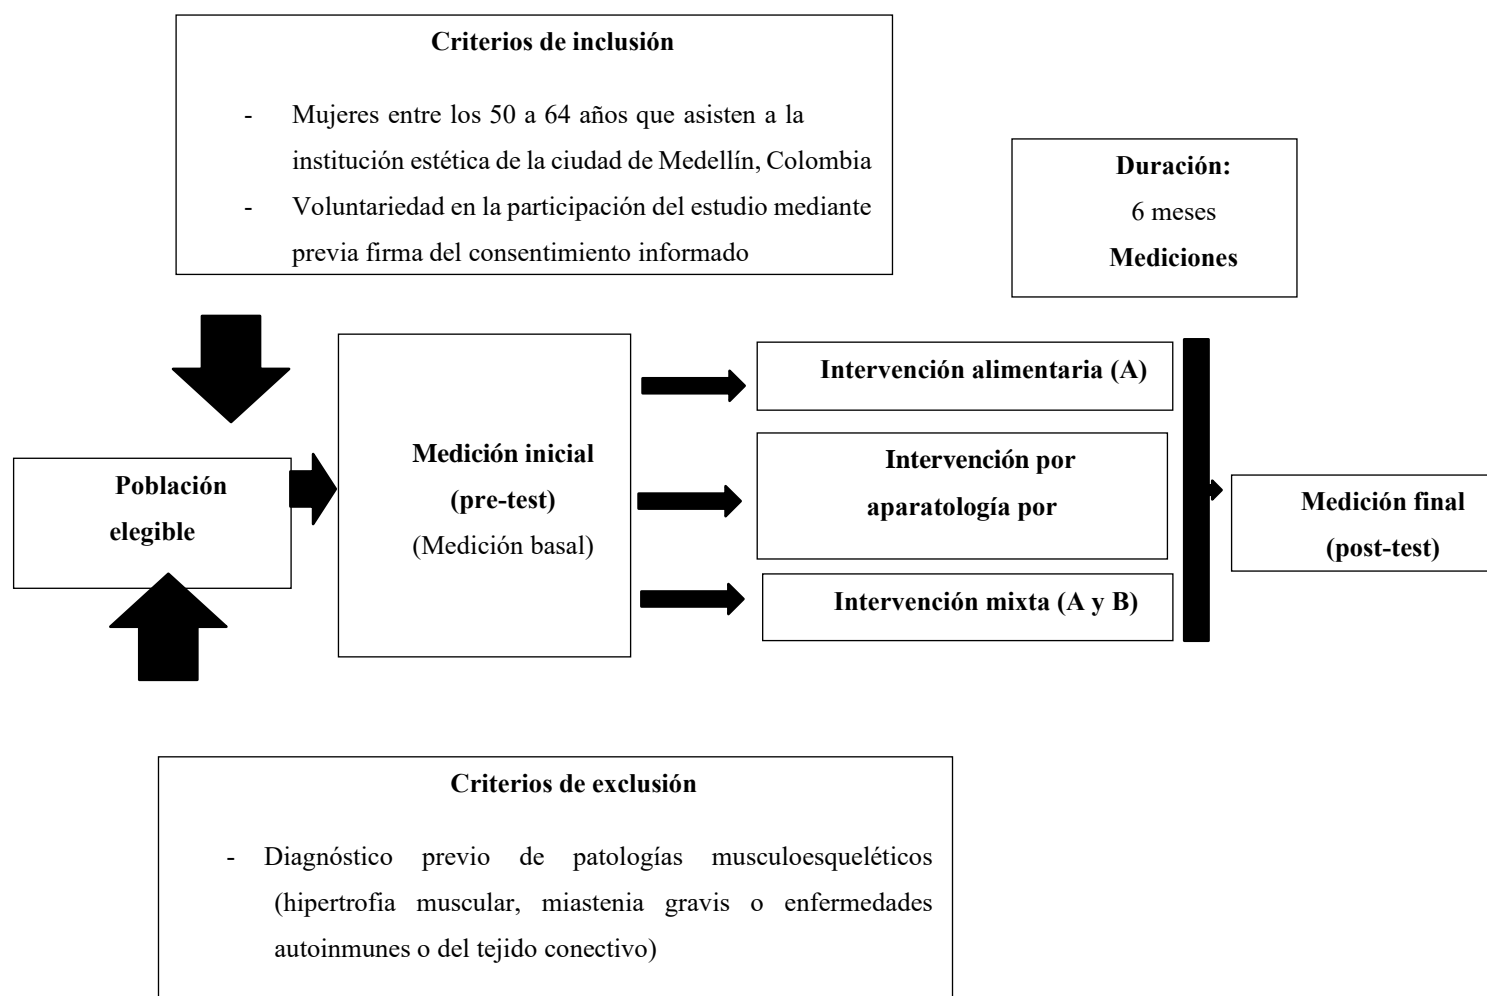 Criterios de inclusión
- Mujeres entre los 50 a 64 años que asisten a la
institución estética de la ciudad de Medellín, Colombia
- Voluntariedad en la participación del estudio mediante
previa firma del consentimiento informado
Duración:
6 meses
Mediciones
Población
elegible
Medición inicial
(pre-test)
(Medición basal)
Intervención alimentaria (A)
Intervención por
aparatología por
Intervención mixta (A y B)
Medición final
(post-test)
Criterios de exclusión
- Diagnóstico previo de patologías musculoesqueléticos
(hipertrofia muscular, miastenia gravis o enfermedades
autoinmunes o del tejido conectivo)